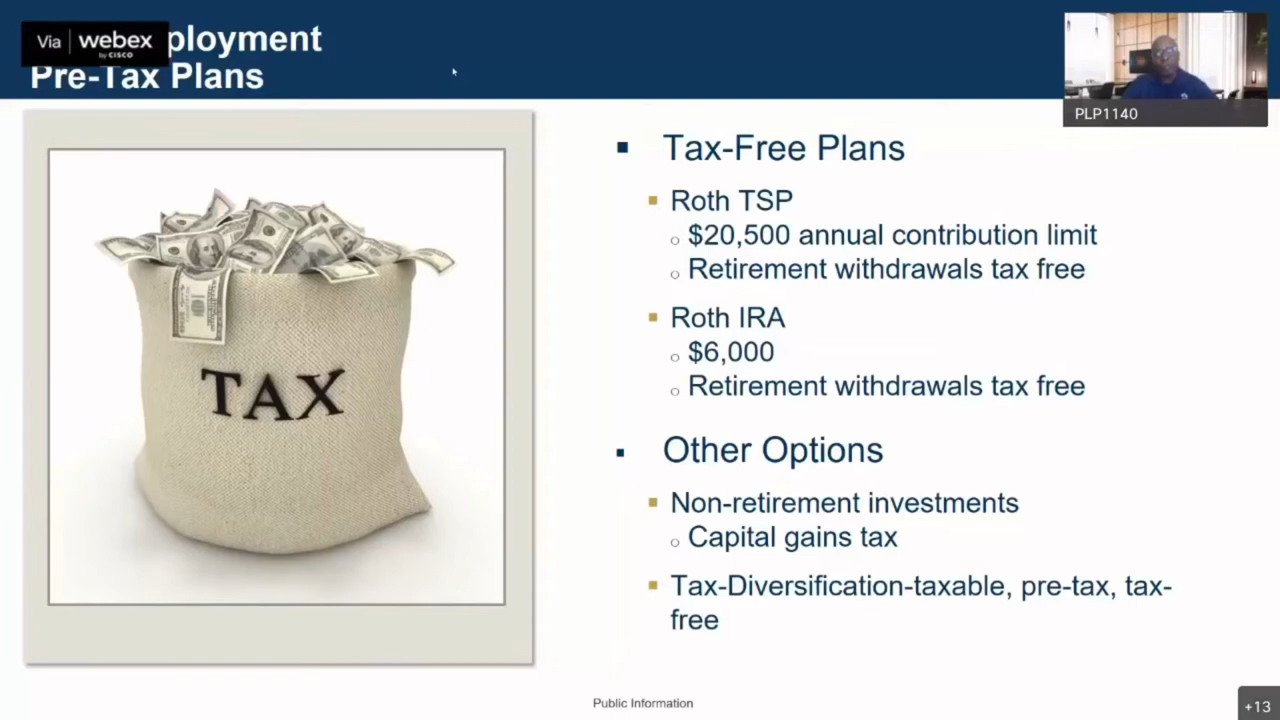 Via webex
by CISCO
ployment
Pre-Tax Plans
PLP1140
TAX
Tax-Free Plans
Roth TSP
$20,500 annual contribution limit
Retirement withdrawals tax free
Roth IRA
$6,000
Retirement withdrawals tax free
Other Options
Non-retirement investments
Capital gains tax
Tax-Diversification-taxable, pre-tax, tax-
free
Public Information
+13